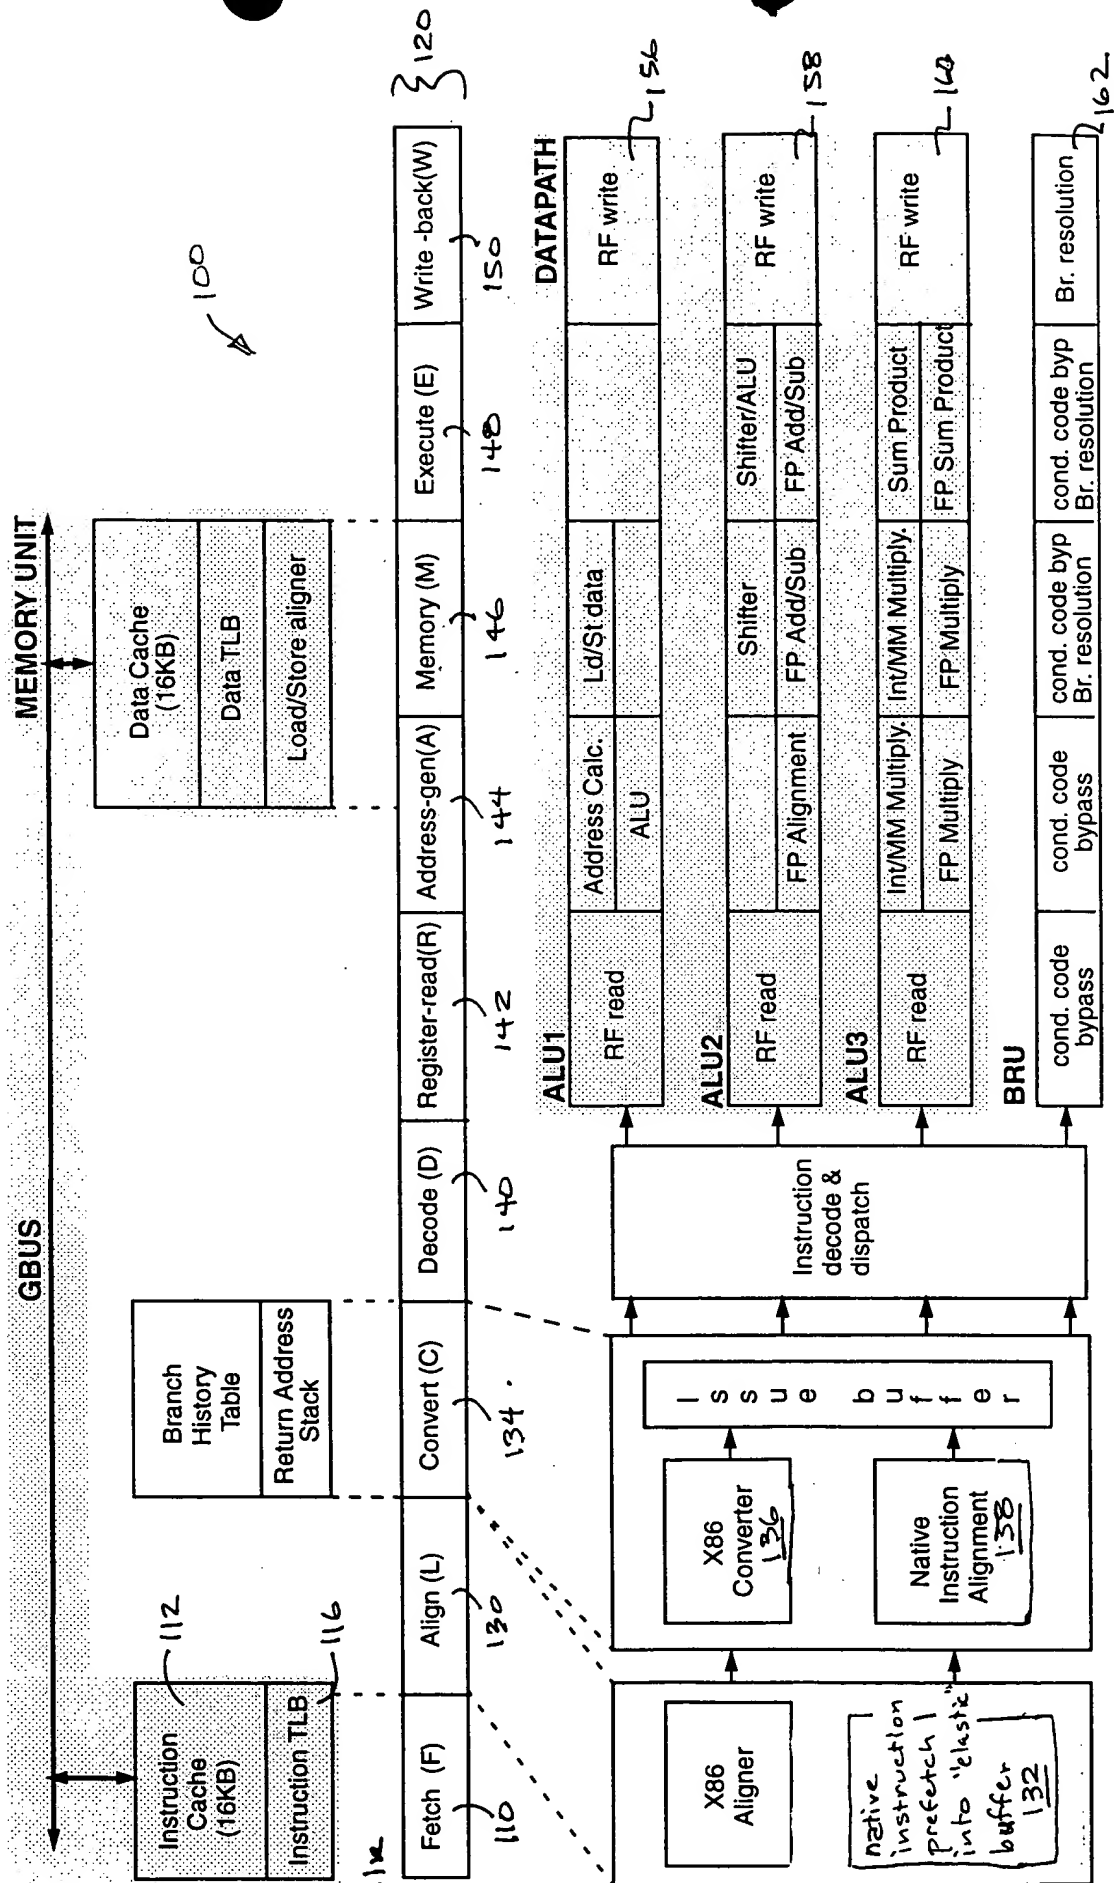 GBUS
MEMORY UNIT
Instruction
Cache
(16KB)
112
Instruction TLB
116
Branch
History
Table
Return Address
Stack
Data Cache
(16KB)
Data TLB
Load/Store aligner
100
Fetch (F)
Align (L)
Convert (C)
Decode (D)
Register-read(R)
Address-gen(A)
Memory (M)
Execute (E)
Write -back(W)
120
110
130
134
140
142
144
146
148
150
X86
Aligner
native
instruction
prefetch
into "elastic"
buffer
132
X86
Converter
136
Native
Instruction
Alignment
138
Issue buffer
Instruction
decode &
dispatch
DATAPATH
ALU1
RF read
Address Calc.
ALU
Ld/St data
RF write
156
ALU2
RF read
FP Alignment
Shifter
FP Add/Sub
Shifter/ALU
FP Add/Sub
RF write
158
ALU3
RF read
Int/MM Multiply.
FP Multiply
Int/MM Multiply.
FP Multiply
Sum Product
FP Sum Product
RF write
164
BRU
cond. code
bypass
cond. code
bypass
cond. code byp
Br. resolution
cond. code byp
Br. resolution
Br. resolution
162